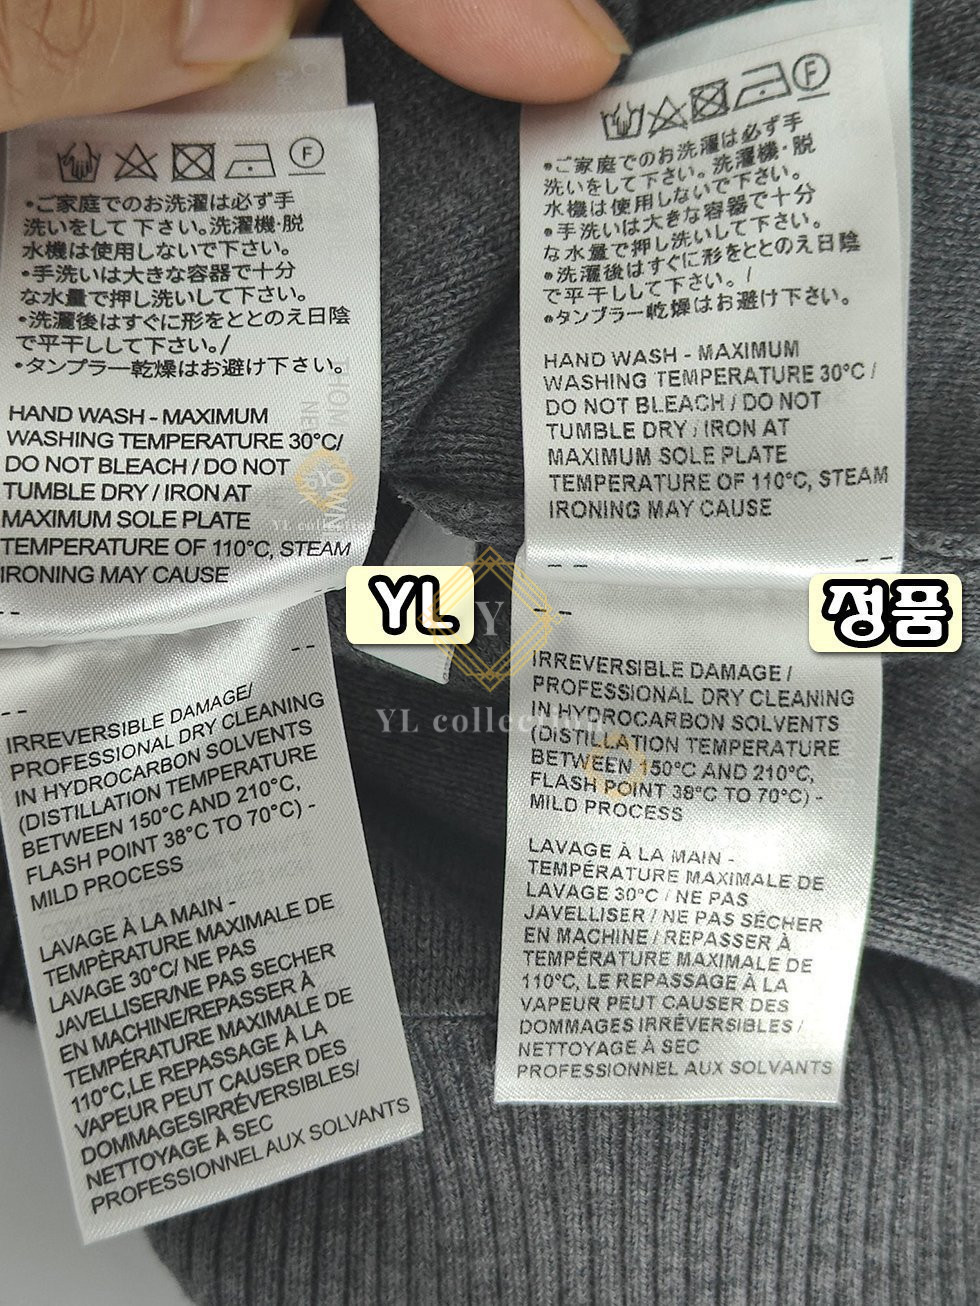 F
•ご家庭でのお洗濯は必ず手
洗いをして下さい。洗濯機・脱
水機は使用しないで下さい。
•手洗いは大きな容器で十分
な水量で押し洗いして下さい。
•洗濯後はすぐに形をととのえ日陰
で平干しして下さい。/
•タンブラー乾燥はお避け下さい。
HAND WASH - MAXIMUM
WASHING TEMPERATURE 30°C/
DO NOT BLEACH / DO NOT
TUMBLE DRY / IRON AT
MAXIMUM SOLE PLATE
TEMPERATURE OF 110°C, STEAM
IRONING MAY CAUSE
YL collection
IRREVERSIBLE DAMAGE/
PROFESSIONAL DRY CLEANING
IN HYDROCARBON SOLVENTS
(DISTILLATION TEMPERATURE
BETWEEN 150°C AND 210°C,
FLASH POINT 38°C TO 70°C) -
MILD PROCESS
LAVAGE À LA MAIN -
TEMPÈRATURE MAXIMALE DE
LAVAGE 30°C/ NE PAS
JAVELLISER/NE PAS SECHER
EN MACHINE/REPASSER À
TEMPÉRATURE MAXIMALE DE
110°C,LE REPASSAGE À LA
VAPEUR PEUT CAUSER DES
DOMMAGESIRRÉVERSIBLES/
NETTOYAGE À SEC
PROFESSIONNEL AUX SOLVANTS
YL
Y
YL collection
F
•ご家庭でのお洗濯は必ず手
洗いをして下さい。洗濯機・脱
水機は使用しないで下さい。
•手洗いは大きな容器で十分
な水量で押し洗いして下さい。
•洗濯後はすぐに形をととのえ日陰
で平干しして下さい。/
•タンブラー乾燥はお避け下さい。
HAND WASH - MAXIMUM
WASHING TEMPERATURE 30°C /
DO NOT BLEACH / DO NOT
TUMBLE DRY / IRON AT
MAXIMUM SOLE PLATE
TEMPERATURE OF 110°C, STEAM
IRONING MAY CAUSE
정품
IRREVERSIBLE DAMAGE /
PROFESSIONAL DRY CLEANING
IN HYDROCARBON SOLVENTS
(DISTILLATION TEMPERATURE
BETWEEN 150°C AND 210°C,
FLASH POINT 38°C TO 70°C) -
MILD PROCESS
LAVAGE À LA MAIN -
TEMPÉRATURE MAXIMALE DE
LAVAGE 30°C / NE PAS
JAVELLISER / NE PAS SÉCHER
EN MACHINE / REPASSER À
TEMPÉRATURE MAXIMALE DE
110°C, LE REPASSAGE À LA
VAPEUR PEUT CAUSER DES
DOMMAGES IRRÉVERSIBLES /
NETTOYAGE À SEC
PROFESSIONNEL AUX SOLVANTS